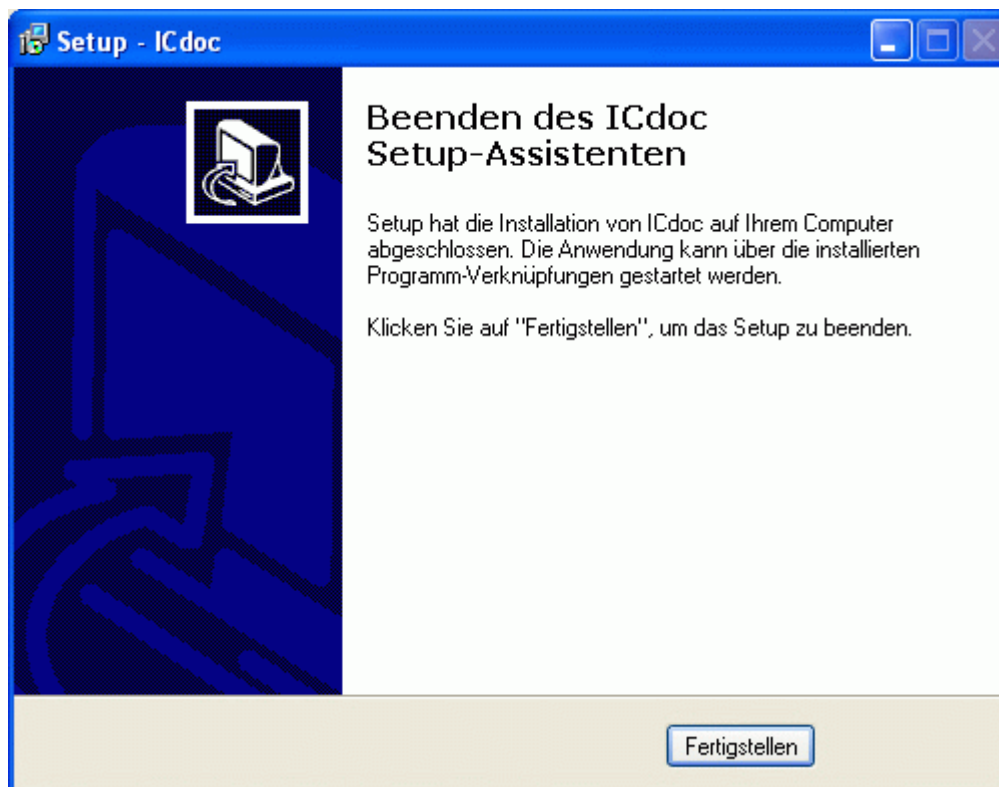 Setup - ICdoc
Beenden des ICdoc
Setup-Assistenten
Setup hat die Installation von ICdoc auf Ihrem Computer
abgeschlossen. Die Anwendung kann über die installierten
Programm-Verknüpfungen gestartet werden.
Klicken Sie auf "Fertigstellen", um das Setup zu beenden.
Fertigstellen